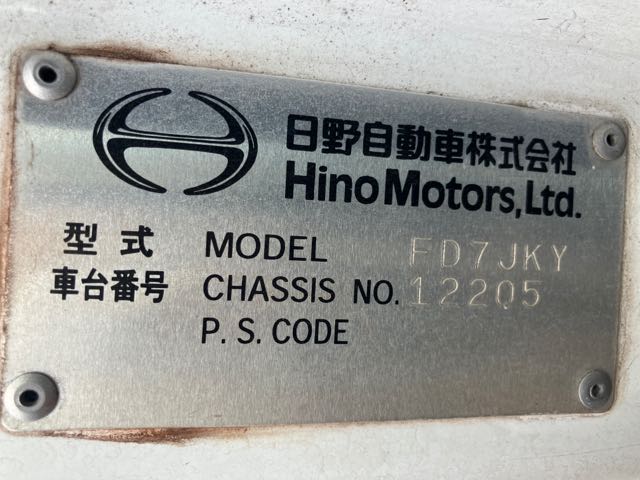 日野自動車株式会社
Hino Motors, Ltd.
型式 MODEL FD7JKY
車台番号 CHASSIS NO. 12205
P. S. CODE